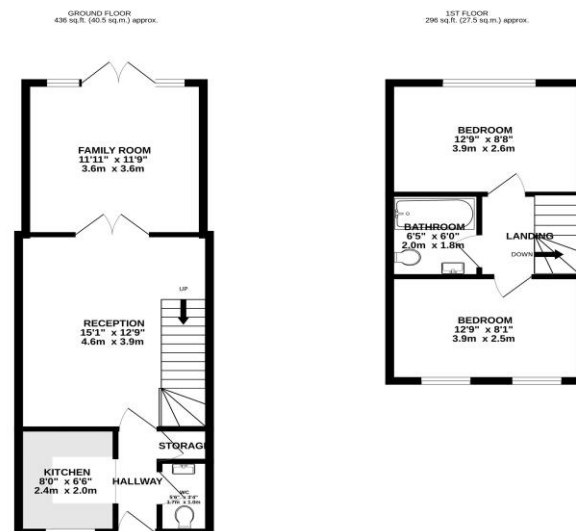 GROUND FLOOR
436 sq.ft. (40.5 sq.m.) approx.
1ST FLOOR
296 sq.ft. (27.5 sq.m.) approx.
FAMILY ROOM
11'11" x 11'9"
3.6m x 3.6m
BEDROOM
12'9" x 8'8"
3.9m x 2.6m
BATHROOM
6'5" x 6'0"
2.0m x 1.8m
LANDING
DOWN
UP
RECEPTION
15'1" x 12'9"
4.6m x 3.9m
BEDROOM
12'9" x 8'1"
3.9m x 2.5m
STORAGE
KITCHEN
8'0" x 6'6"
2.4m x 2.0m
HALLWAY
WC
1.7m x 1.0m